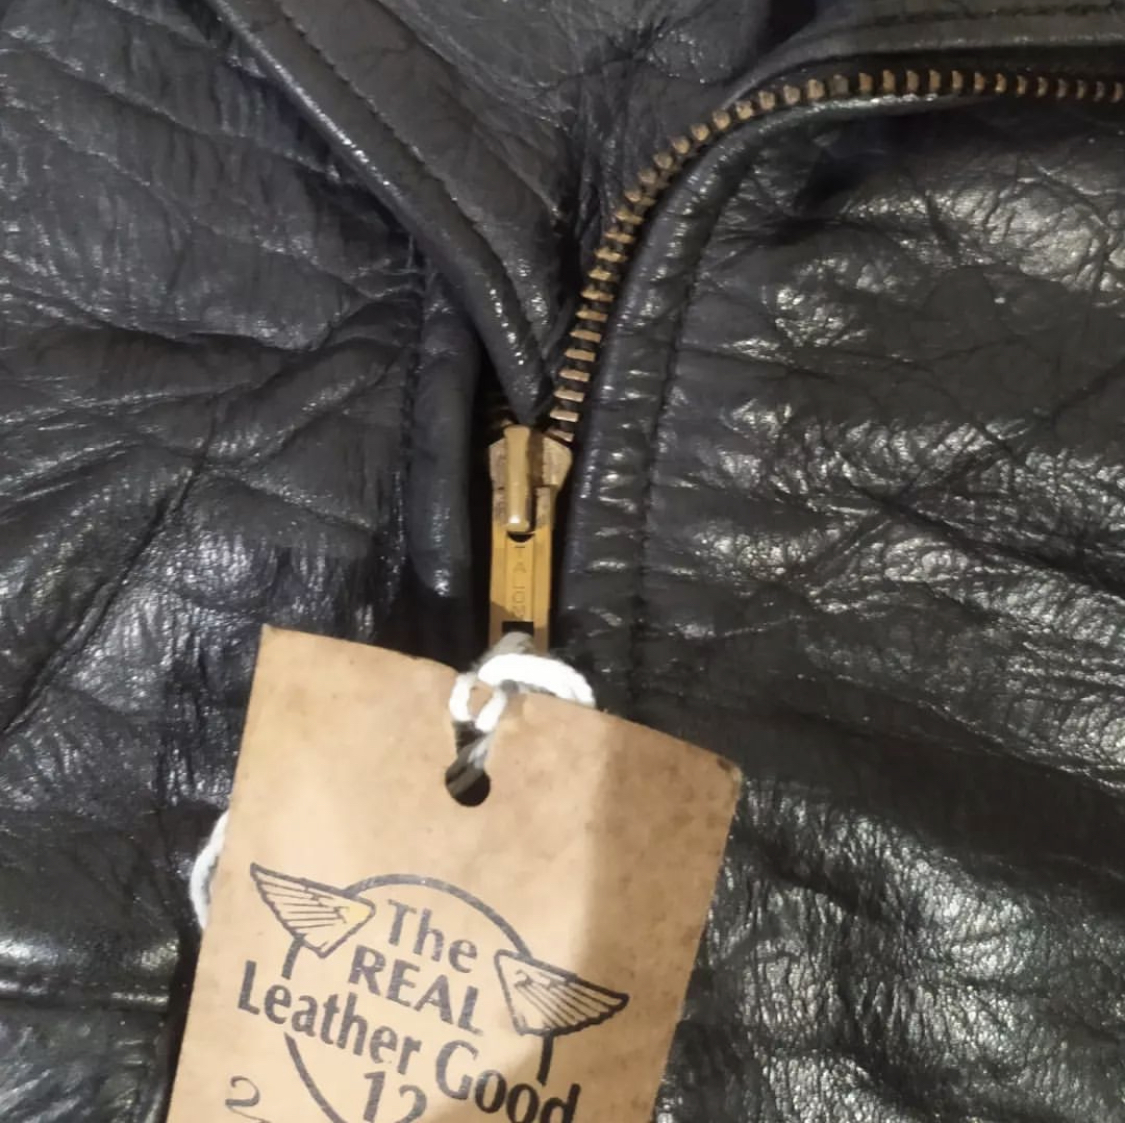 TALON
The
REAL
Leather Good
12